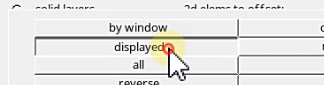 solid layers 2d elems to offset:
by window
displayed
all
reverse